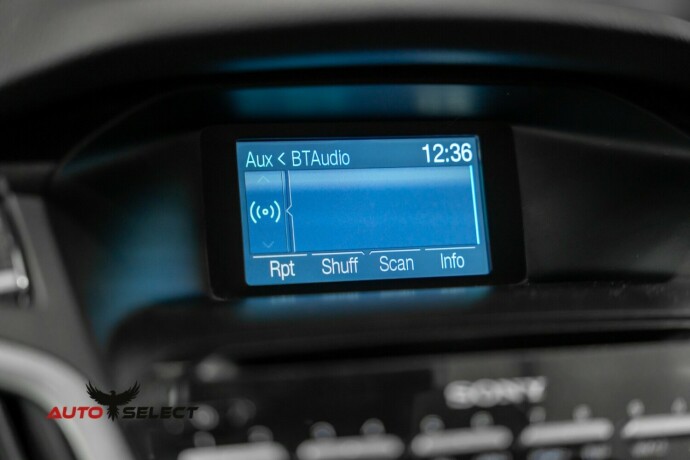 Aux < BTAudio 12:36
Rpt Shuff Scan Info
SONY
AUTO SELECT